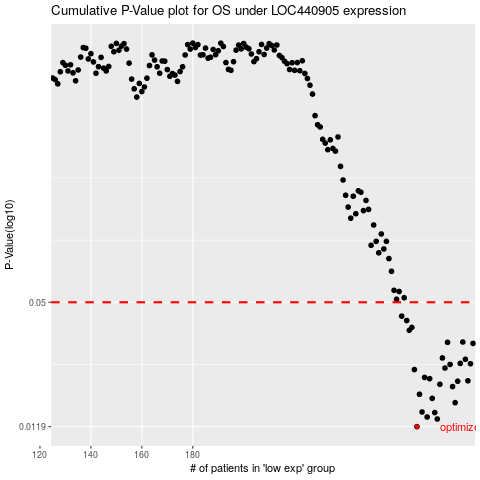 Cumulative P-Value plot for OS under LOC440905 expression
P-Value(log10)
0.05
0.0119
optimize
120 140 160 180
# of patients in 'low exp' group